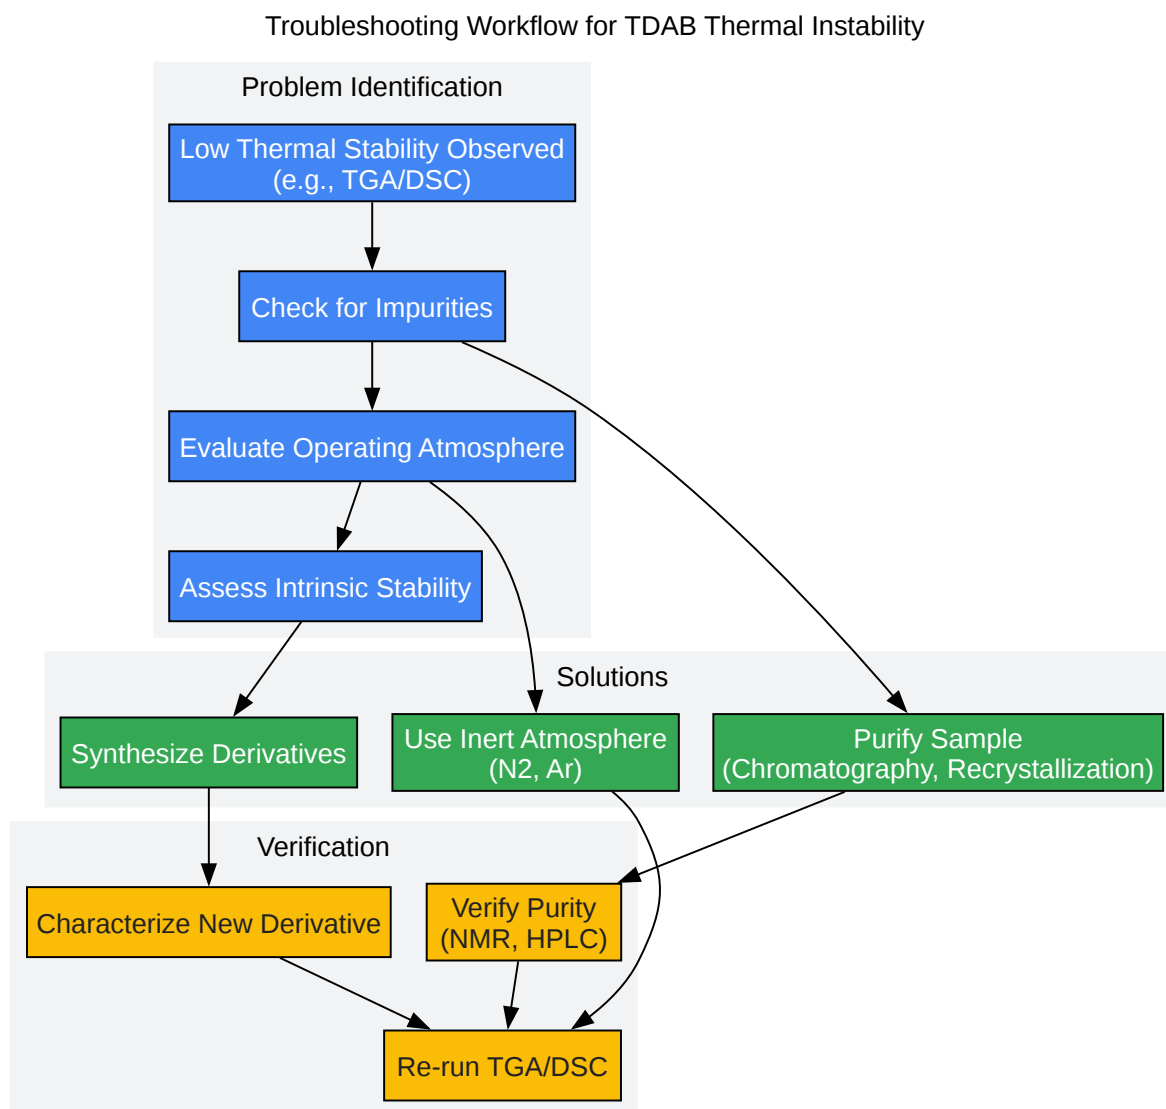 Troubleshooting Workflow for TDAB Thermal Instability
Problem Identification
Low Thermal Stability Observed
(e.g., TGA/DSC)
Check for Impurities
Evaluate Operating Atmosphere
Assess Intrinsic Stability
Solutions
Synthesize Derivatives
Use Inert Atmosphere
(N2, Ar)
Purify Sample
(Chromatography, Recrystallization)
Verification
Characterize New Derivative
Verify Purity
(NMR, HPLC)
Re-run TGA/DSC